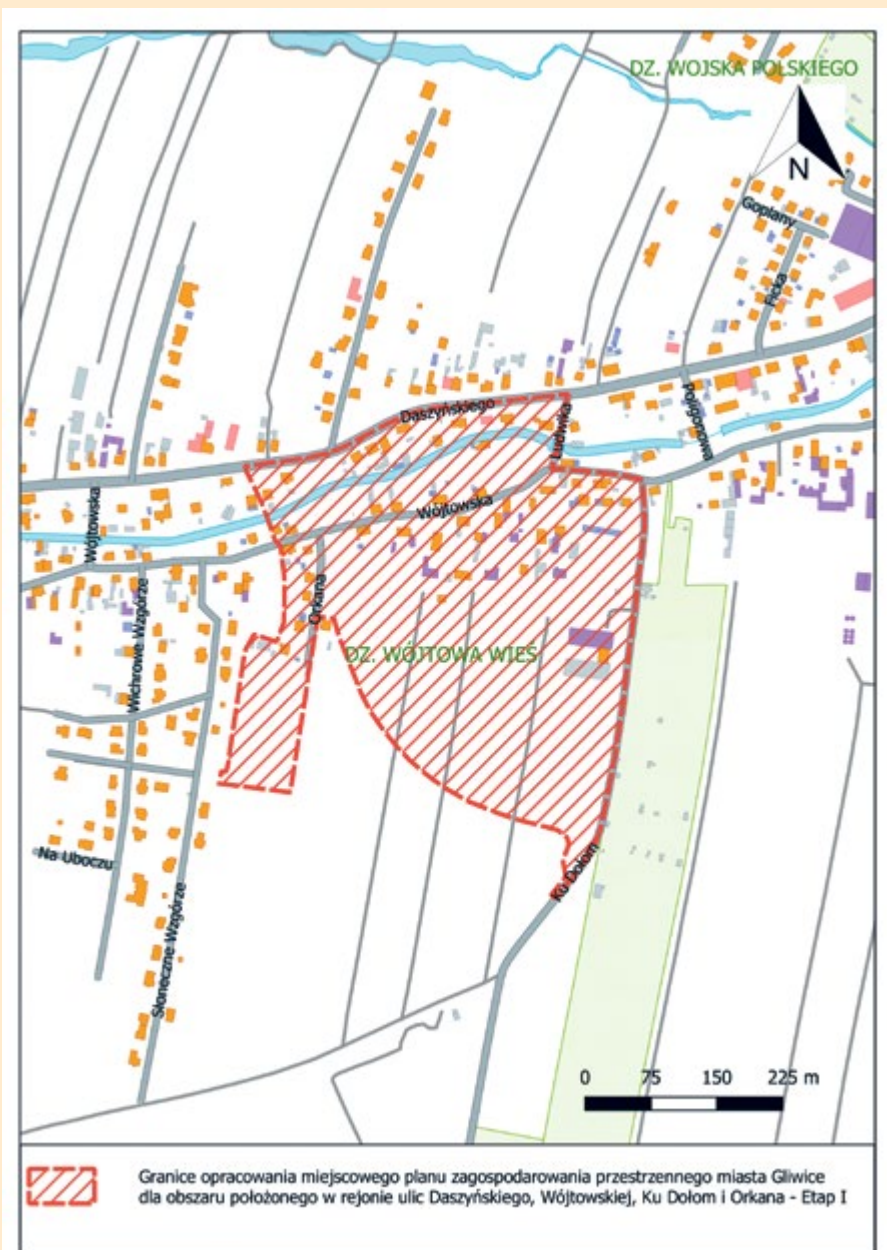 DZ. WOJSKA POLSKIEGO
N
Goplany
Ficka
Daszyńskiego
Ludwika
Podgórowa
Wójtowska
Wójtowska
Orkana
Wichrowe Wzgórze
DZ. WÓJTOWA WIEŚ
Na Uboczu
Ku Dołom
Słoneczne Wzgórze
0 75 150 225 m
Granice opracowania miejscowego planu zagospodarowania przestrzennego miasta Gliwice
dla obszaru położonego w rejonie ulic Daszyńskiego, Wójtowskiej, Ku Dołom i Orkana - Etap I